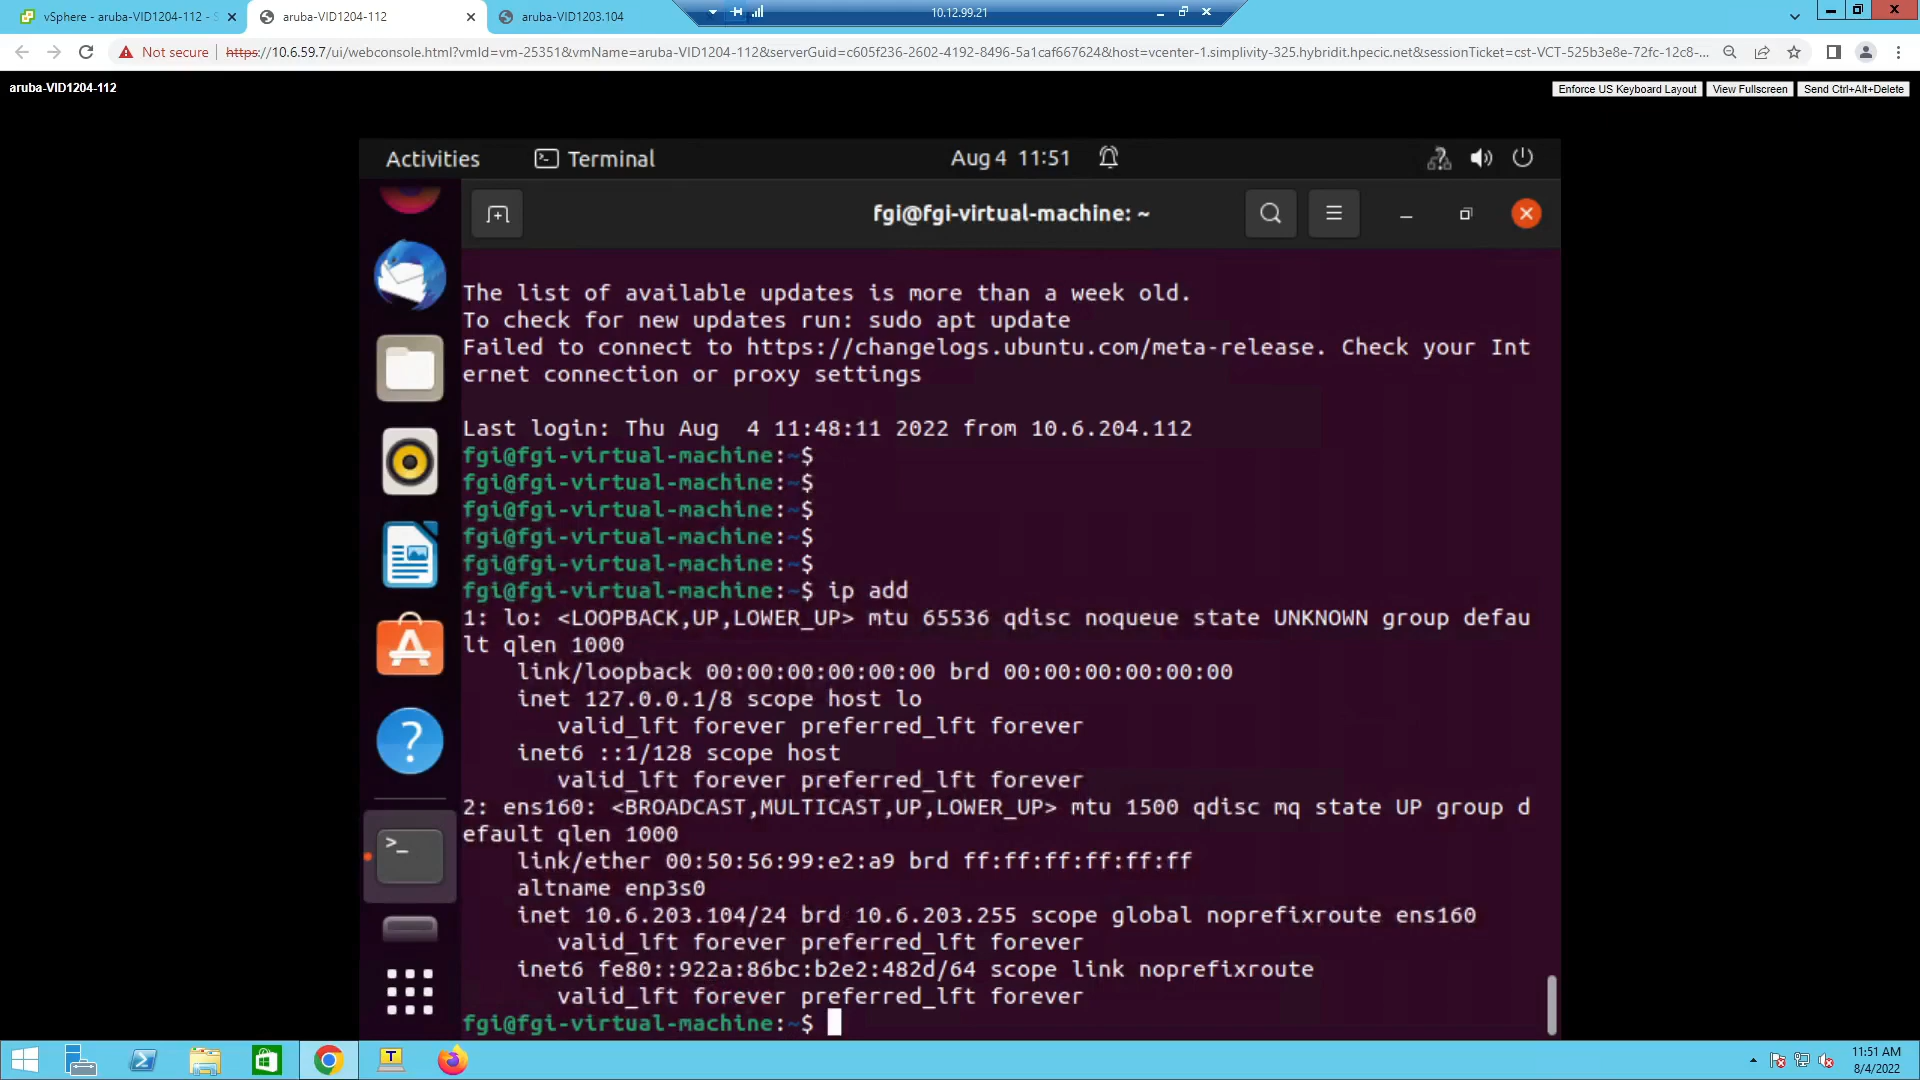 vSphere - aruba-VID1204-112 - S
aruba-VID1204-112
aruba-VID1203.104
10.12.99.21
Not secure
https://10.6.59.7/ui/webconsole.html?vmId=vm-25351&vmName=aruba-VID1204-112&serverGuid=c605f236-2602-4192-8496-5a1caf667624&host=vcenter-1.simplivity-325.hybridit.hpecic.net&sessionTicket=cst-VCT-525b3e8e-72fc-12c8-...
aruba-VID1204-112
Enforce US Keyboard Layout
View Fullscreen
Send Ctrl+Alt+Delete
Activities
Terminal
Aug 4 11:51
fgi@fgi-virtual-machine: ~
The list of available updates is more than a week old.
To check for new updates run: sudo apt update
Failed to connect to https://changelogs.ubuntu.com/meta-release. Check your Int
ernet connection or proxy settings
Last login: Thu Aug  4 11:48:11 2022 from 10.6.204.112
fgi@fgi-virtual-machine:~$
fgi@fgi-virtual-machine:~$
fgi@fgi-virtual-machine:~$
fgi@fgi-virtual-machine:~$
fgi@fgi-virtual-machine:~$
fgi@fgi-virtual-machine:~$ ip add
1: lo: <LOOPBACK,UP,LOWER_UP> mtu 65536 qdisc noqueue state UNKNOWN group defau
lt qlen 1000
link/loopback 00:00:00:00:00:00 brd 00:00:00:00:00:00
inet 127.0.0.1/8 scope host lo
valid_lft forever preferred_lft forever
inet6 ::1/128 scope host
valid_lft forever preferred_lft forever
2: ens160: <BROADCAST,MULTICAST,UP,LOWER_UP> mtu 1500 qdisc mq state UP group d
efault qlen 1000
link/ether 00:50:56:99:e2:a9 brd ff:ff:ff:ff:ff:ff
altname enp3s0
inet 10.6.203.104/24 brd 10.6.203.255 scope global noprefixroute ens160
valid_lft forever preferred_lft forever
inet6 fe80::922a:86bc:b2e2:482d/64 scope link noprefixroute
valid_lft forever preferred_lft forever
fgi@fgi-virtual-machine:~$
11:51 AM
8/4/2022